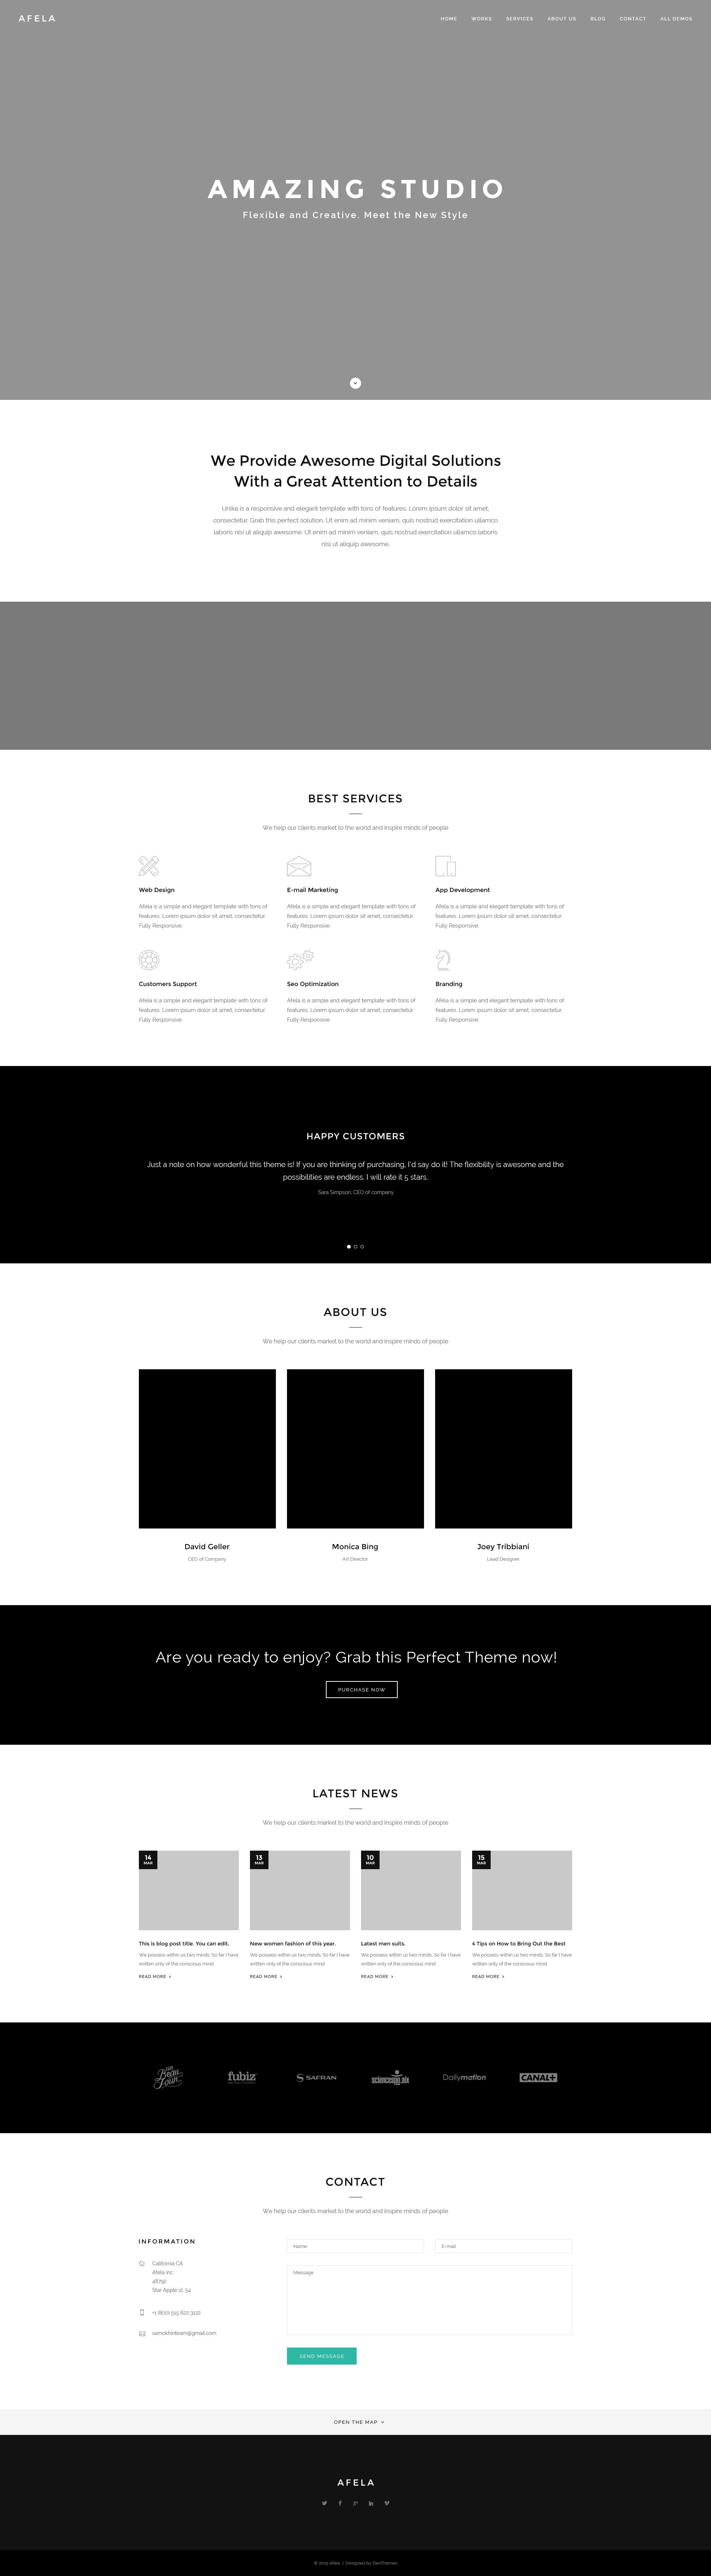 AFELA
HOME WORKS SERVICES ABOUT US BLOG CONTACT ALL DEMOS
AMAZING STUDIO
Flexible and Creative. Meet the New Style
We Provide Awesome Digital Solutions
With a Great Attention to Details
Unika is a responsive and elegant template with tons of features. Lorem ipsum dolor sit amet,
consectetur. Grab this perfect solution. Ut enim ad minim veniam, quis nostrud exercitation ullamco
laboris nisi ut aliquip awesome. Ut enim ad minim veniam, quis nostrud exercitation ullamco laboris
nisi ut aliquip awesome.
BEST SERVICES
We help our clients market to the world and inspire minds of people
Web Design
Afela is a simple and elegant template with tons of
features. Lorem ipsum dolor sit amet, consectetur.
Fully Responsive.
E-mail Marketing
Afela is a simple and elegant template with tons of
features. Lorem ipsum dolor sit amet, consectetur.
Fully Responsive.
App Development
Afela is a simple and elegant template with tons of
features. Lorem ipsum dolor sit amet, consectetur.
Fully Responsive.
Customers Support
Afela is a simple and elegant template with tons of
features. Lorem ipsum dolor sit amet, consectetur.
Fully Responsive.
Seo Optimization
Afela is a simple and elegant template with tons of
features. Lorem ipsum dolor sit amet, consectetur.
Fully Responsive.
Branding
Afela is a simple and elegant template with tons of
features. Lorem ipsum dolor sit amet, consectetur.
Fully Responsive.
HAPPY CUSTOMERS
Just a note on how wonderful this theme is! If you are thinking of purchasing, I'd say do it! The flexibility is awesome and the
possibilities are endless. I will rate it 5 stars.
Sara Simpson, CEO of company
ABOUT US
We help our clients market to the world and inspire minds of people
David Geller
CEO of Company
Monica Bing
Art Director
Joey Tribbiani
Lead Designer
Are you ready to enjoy? Grab this Perfect Theme now!
PURCHASE NOW
LATEST NEWS
We help our clients market to the world and inspire minds of people
14
MAR
This is blog post title. You can edit.
We possess within us two minds. So far I have
written only of the conscious mind.
READ MORE
13
MAR
New women fashion of this year.
We possess within us two minds. So far I have
written only of the conscious mind.
READ MORE
10
MAR
Latest men suits.
We possess within us two minds. So far I have
written only of the conscious mind.
READ MORE
15
MAR
4 Tips on How to Bring Out the Best
We possess within us two minds. So far I have
written only of the conscious mind.
READ MORE
un Beau Jour
fubiz
SAFRAN
sciencespo.aix
Dailymotion
CANAL+
CONTACT
We help our clients market to the world and inspire minds of people
INFORMATION
California CA
Afela inc.
48792
Star Apple st. 54
+1 (800) 515 622 3122
samokhinteam@gmail.com
Name
E-mail
Message
SEND MESSAGE
OPEN THE MAP
AFELA
© 2015 Afela | Designed by DexThemes